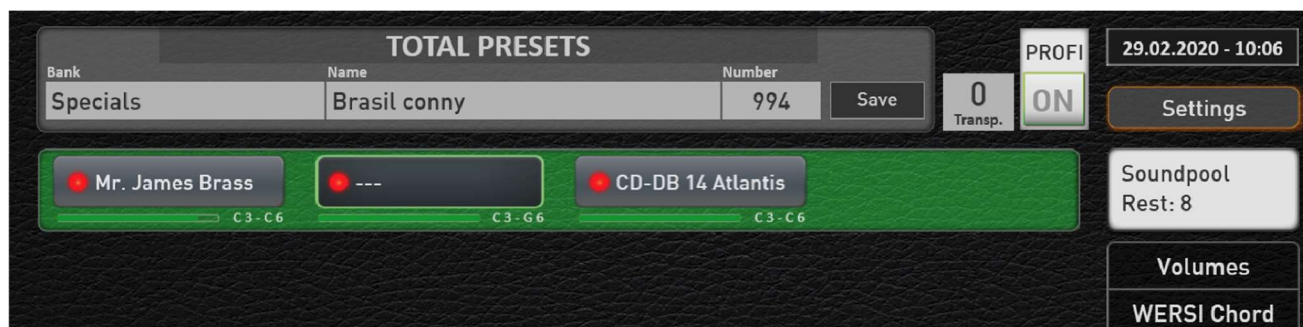 TOTAL PRESETS
Bank Name Number
Specials Brasil conny 994 Save
0
Transp.
PROFI
ON
29.02.2020 - 10:06
Settings
Mr. James Brass --- CD-DB 14 Atlantis
C3-C6 C3-G6 C3-C6
Soundpool
Rest: 8
Volumes
WERSI Chord